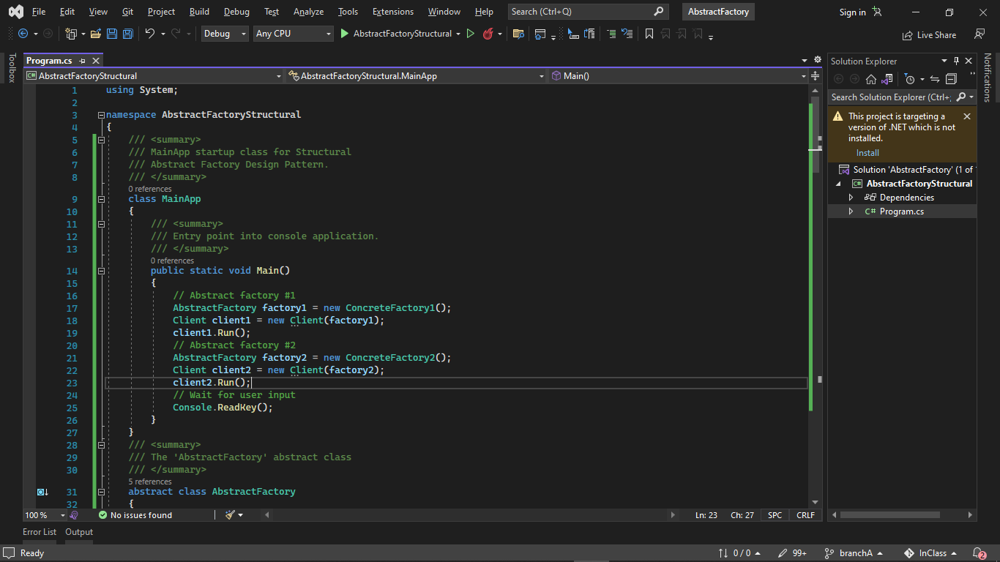 File Edit View Git Project Build Debug Test Analyze Tools Extensions Window Help Search (Ctrl+Q) AbstractFactory Sign in
Debug Any CPU AbstractFactoryStructural Live Share
Toolbox
Program.cs
AbstractFactoryStructural AbstractFactoryStructural.MainApp Main()
1 using System;
2
3 namespace AbstractFactoryStructural
4 {
5 /// <summary>
6 /// MainApp startup class for Structural
7 /// Abstract Factory Design Pattern.
8 /// </summary>
0 references
9 class MainApp
10 {
11 /// <summary>
12 /// Entry point into console application.
13 /// </summary>
0 references
14 public static void Main()
15 {
16 // Abstract factory #1
17 AbstractFactory factory1 = new ConcreteFactory1();
18 Client client1 = new Client(factory1);
19 client1.Run();
20 // Abstract factory #2
21 AbstractFactory factory2 = new ConcreteFactory2();
22 Client client2 = new Client(factory2);
23 client2.Run();
24 // Wait for user input
25 Console.ReadKey();
26 }
27 }
28 /// <summary>
29 /// The 'AbstractFactory' abstract class
30 /// </summary>
5 references
31 abstract class AbstractFactory
32 {
100 % No issues found Ln: 23 Ch: 27 SPC CRLF
Solution Explorer
Search Solution Explorer (Ctrl+;
This project is targeting a
version of .NET which is not
installed.
Install
Solution 'AbstractFactory' (1 of 1
C# AbstractFactoryStructural
Dependencies
C# Program.cs
Notifications
Error List Output
Ready 0 / 0 99+ branchA InClass 2